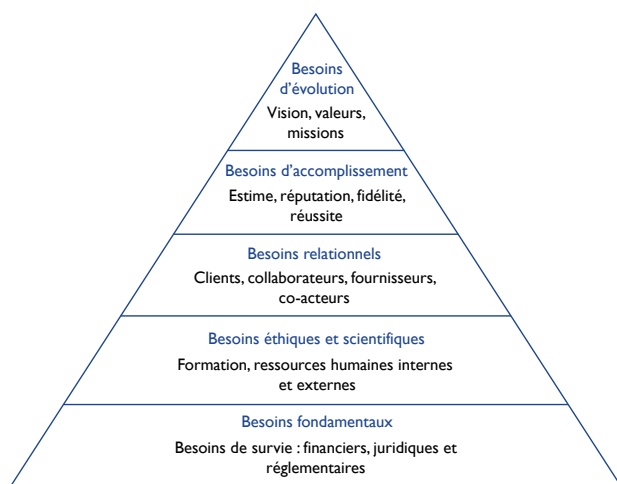 Besoins
d'évolution
Vision, valeurs,
missions
Besoins d'accomplissement
Estime, réputation, fidélité,
réussite
Besoins relationnels
Clients, collaborateurs, fournisseurs,
co-acteurs
Besoins éthiques et scientifiques
Formation, ressources humaines internes
et externes
Besoins fondamentaux
Besoins de survie : financiers, juridiques et
réglementaires